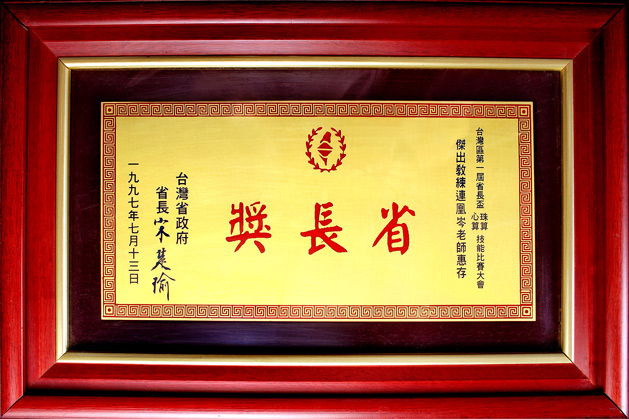 台灣區第一屆省長盃 珠算 心算 技能比賽大會
傑出教練連凰岑老師惠存
省長獎
台灣省政府
省長宋楚瑜
一九九七年七月十三日